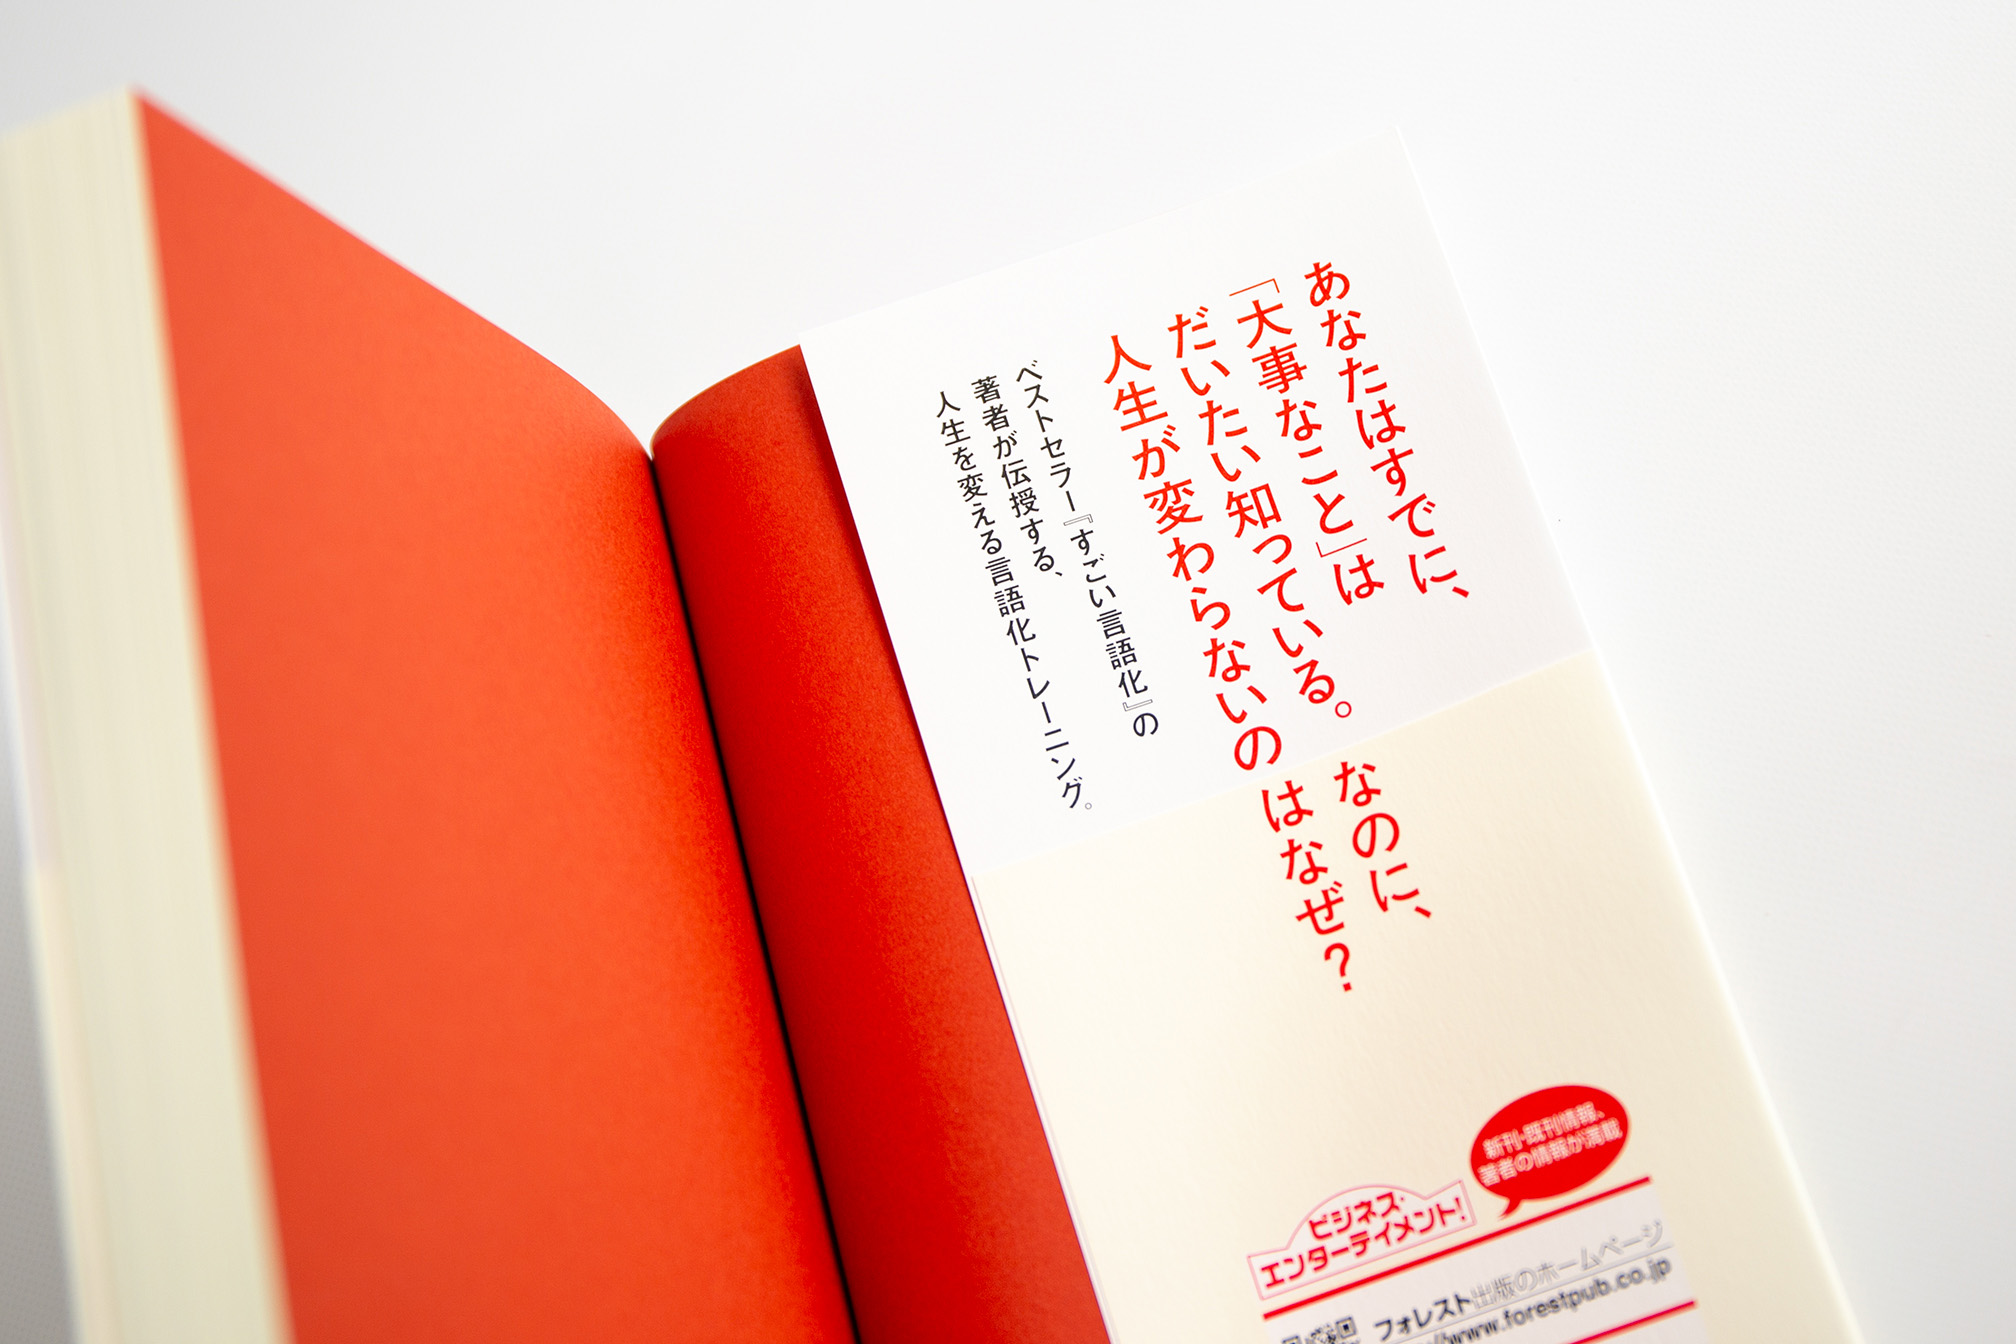 あなたはすでに、
「大事なこと」は
だいたい知っている。なのに、
人生が変わらないのはなぜ？
ベストセラー『すごい言語化』の
著者が伝授する、
人生を変える言語化トレーニング。
新刊・既刊情報、
著者の情報が満載
ビジネス・
エンターテイメント!
フォレスト出版のホームページ
//www.forestpub.co.jp